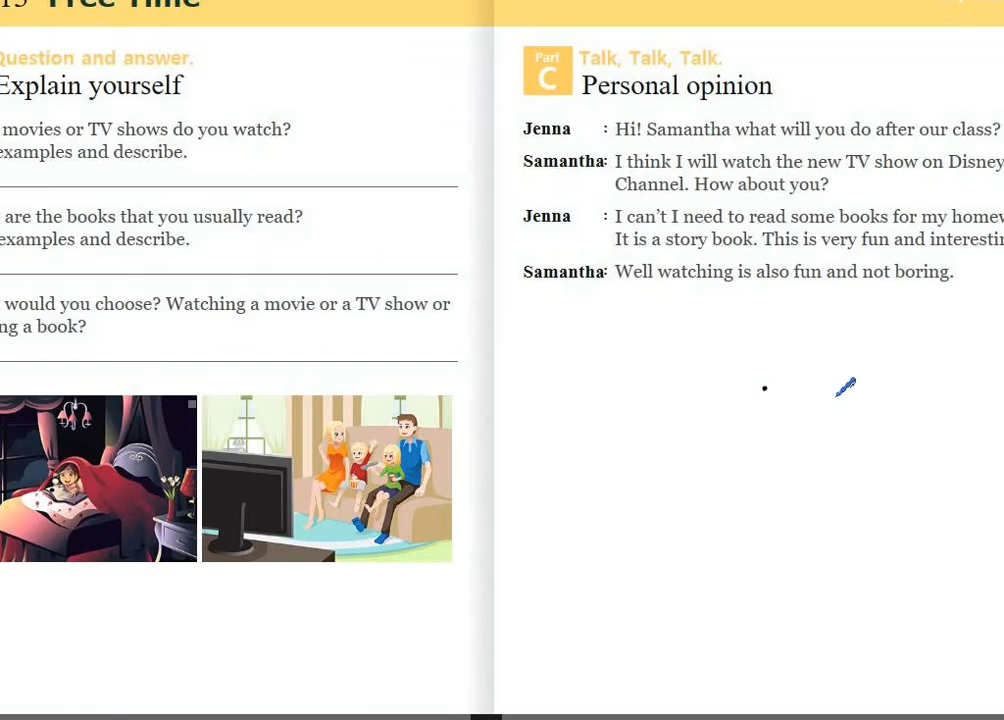 Question and answer.
Explain yourself
movies or TV shows do you watch?
examples and describe.
are the books that you usually read?
examples and describe.
would you choose? Watching a movie or a TV show or
ng a book?
Part
C
Talk, Talk, Talk.
Personal opinion
Jenna : Hi! Samantha what will you do after our class?
Samantha: I think I will watch the new TV show on Disney
Channel. How about you?
Jenna : I can't I need to read some books for my homew
It is a story book. This is very fun and interestin
Samantha: Well watching is also fun and not boring.